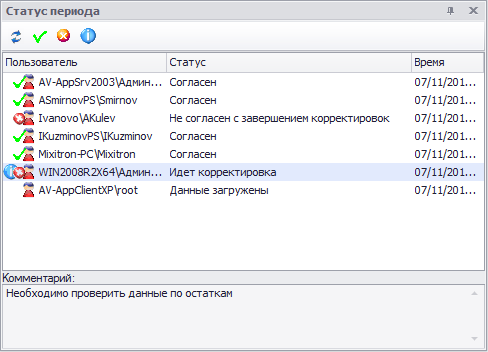 Статус периода
Пользователь Статус Время
AV-AppSrv2003\Админ... Согласен 07/11/201...
ASmirnovPS\Smirnov Согласен 07/11/201...
Ivanovo\AKulev Не согласен с завершением корректировок 07/11/201...
IKuzminovPS\IKuzminov Согласен 07/11/201...
Mixitron-PC\Mixitron Согласен 07/11/201...
WIN2008R2X64\Админ... Идет корректировка 07/11/201...
AV-AppClientXP\root Данные загружены 07/11/201...
Комментарий:
Необходимо проверить данные по остаткам